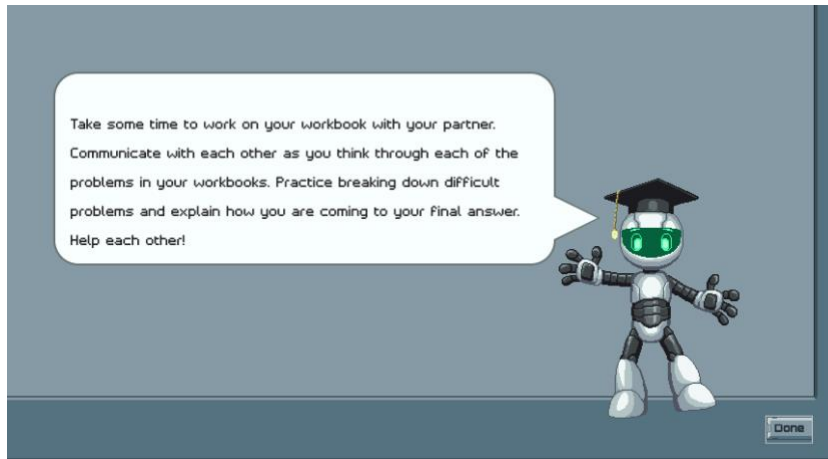 Take some time to work on your workbook with your partner.
Communicate with each other as you think through each of the
problems in your workbooks. Practice breaking down difficult
problems and explain how you are coming to your final answer.
Help each other!
Done